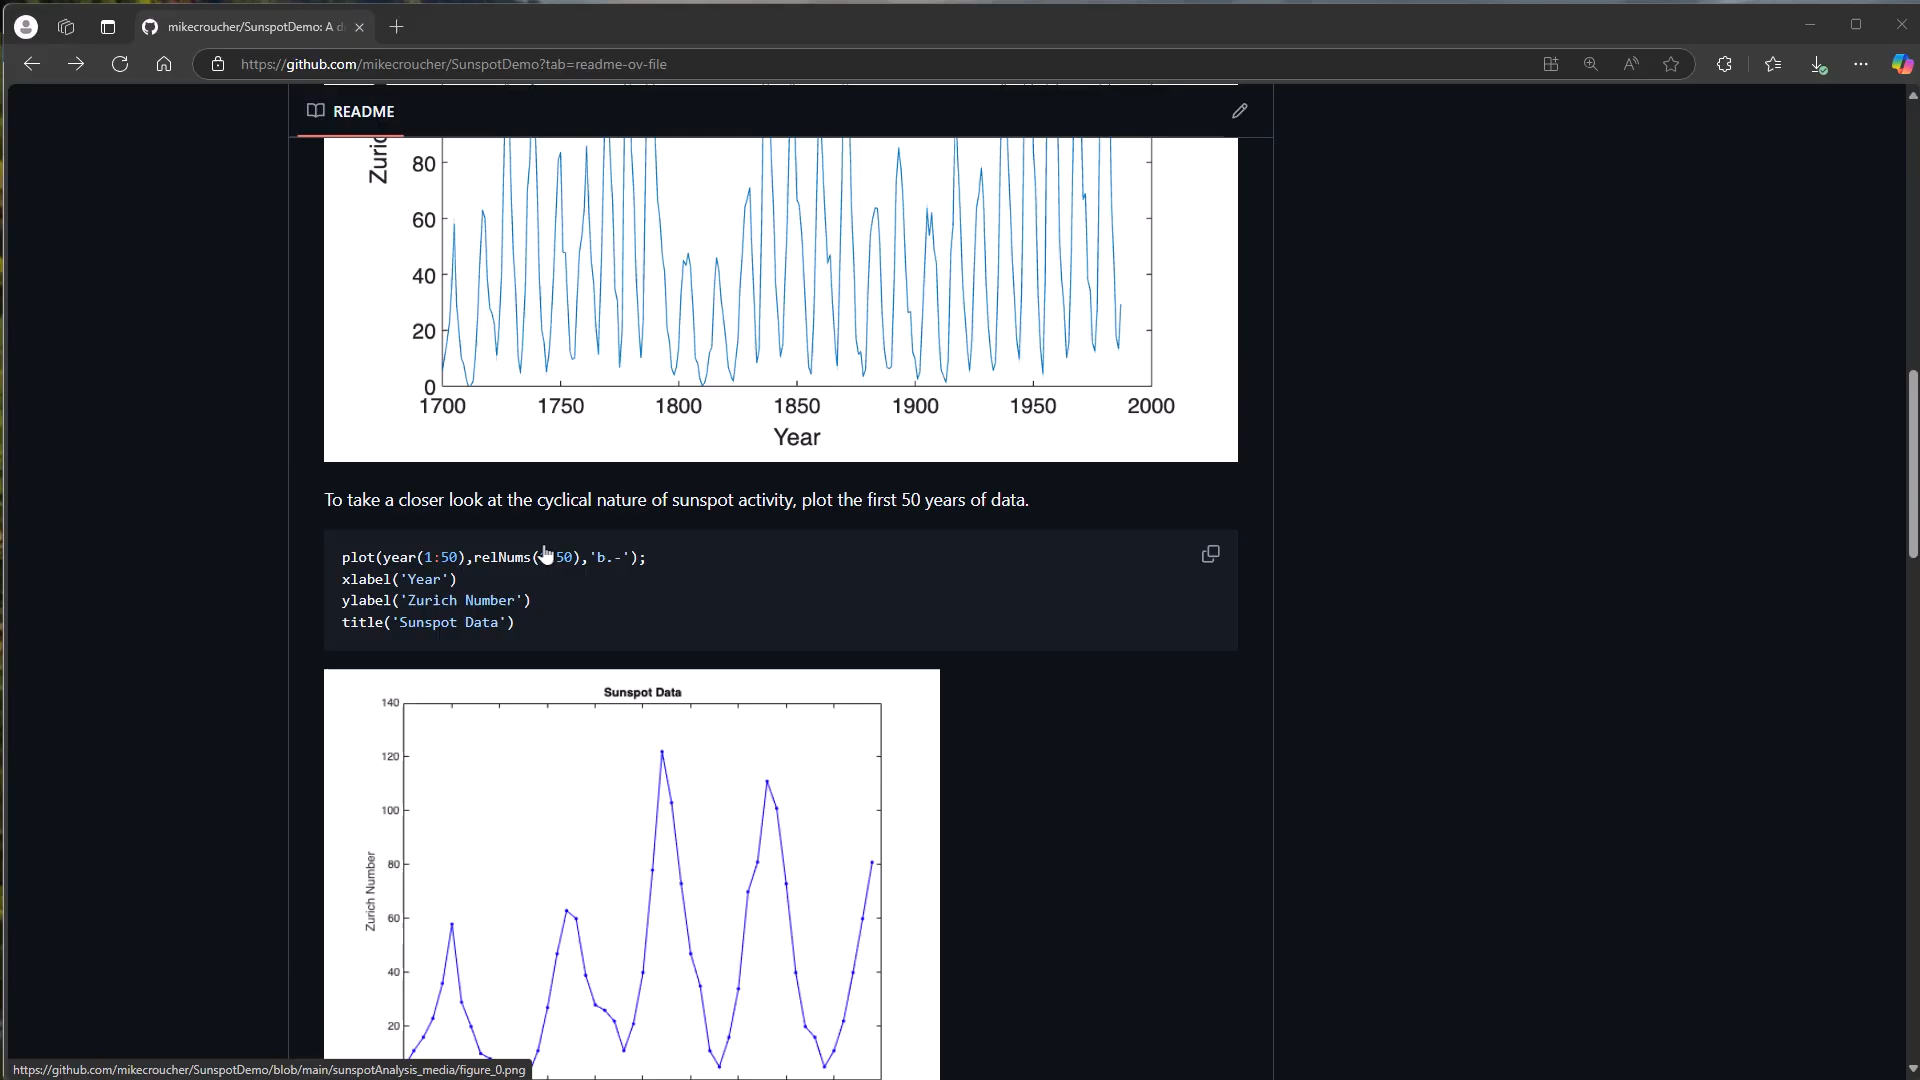 mikecroucher/SunspotDemo: A d
https://github.com/mikecroucher/SunspotDemo?tab=readme-ov-file
README
Zuric
80
60
40
20
0
1700 1750 1800 1850 1900 1950 2000
Year
To take a closer look at the cyclical nature of sunspot activity, plot the first 50 years of data.
plot(year(1:50),relNums( 50),'b.-');
xlabel('Year')
ylabel('Zurich Number')
title('Sunspot Data')
Sunspot Data
140
120
100
80
Zurich Number
60
40
20
https://github.com/mikecroucher/SunspotDemo/blob/main/sunspotAnalysis_media/figure_0.png